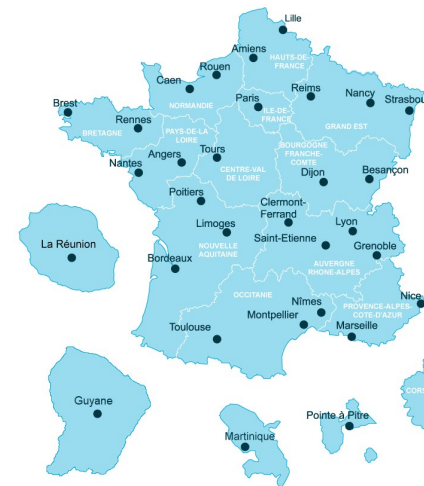 Lille
Amiens
HAUTS-DE-
FRANCE
Rouen
Caen
Reims
Nancy
Strasbou
Paris
Brest
NORMANDIE
ILE-DE-
FRANCE
Rennes
GRAND EST
BRETAGNE
PAYS-DE-LA
LOIRE
BOURGOGNE
FRANCHE-
COMTE
Angers
Tours
Nantes
CENTRE-VAL
DE LOIRE
Dijon
Besançon
Poitiers
Clermont-
Ferrand
Limoges
Lyon
La Réunion
NOUVELLE
AQUITAINE
Saint-Etienne
Grenoble
Bordeaux
AUVERGNE
RHONE-ALPES
OCCITANIE
Nice
Nîmes
PROVENCE-ALPES-
COTE-D'AZUR
Montpellier
Toulouse
Marseille
CORS
Guyane
Pointe à Pitre
Martinique